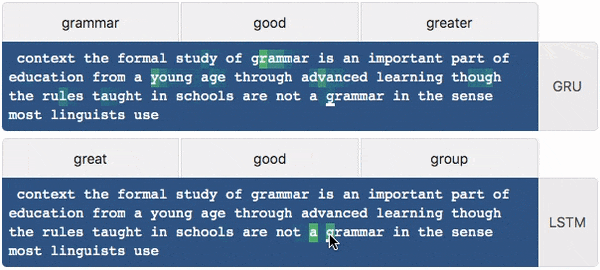 grammar good greater
context the formal study of grammar is an important part of
education from a young age through advanced learning though
the rules taught in schools are not a grammar in the sense
most linguists use
GRU
great good group
context the formal study of grammar is an important part of
education from a young age through advanced learning though
the rules taught in schools are not a grammar in the sense
most linguists use
LSTM